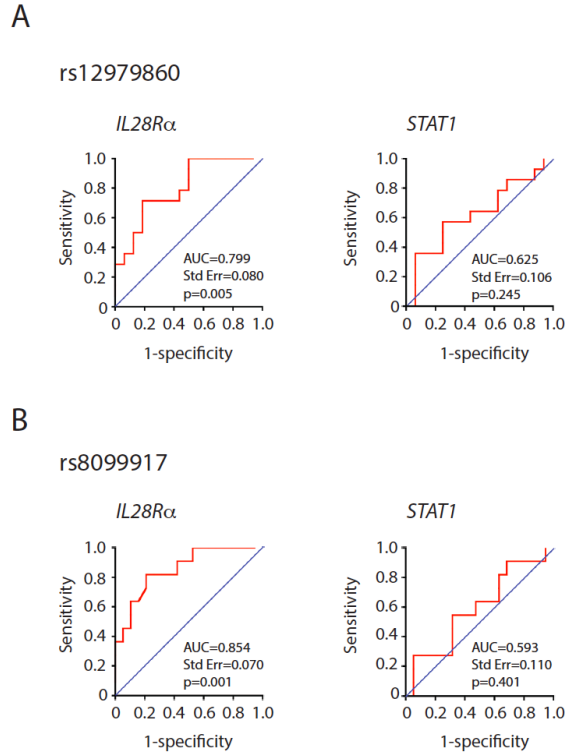 A
rs12979860
IL28Rα
STAT1
1.0
0.8
0.6
0.4
0.2
0
Sensitivity
AUC=0.799
Std Err=0.080
p=0.005
0 0.2 0.4 0.6 0.8 1.0
1-specificity
1.0
0.8
0.6
0.4
0.2
0
Sensitivity
AUC=0.625
Std Err=0.106
p=0.245
0 0.2 0.4 0.6 0.8 1.0
1-specificity
B
rs8099917
IL28Rα
STAT1
1.0
0.8
0.6
0.4
0.2
0
Sensitivity
AUC=0.854
Std Err=0.070
p=0.001
0 0.2 0.4 0.6 0.8 1.0
1-specificity
1.0
0.8
0.6
0.4
0.2
0
Sensitivity
AUC=0.593
Std Err=0.110
p=0.401
0 0.2 0.4 0.6 0.8 1.0
1-specificity